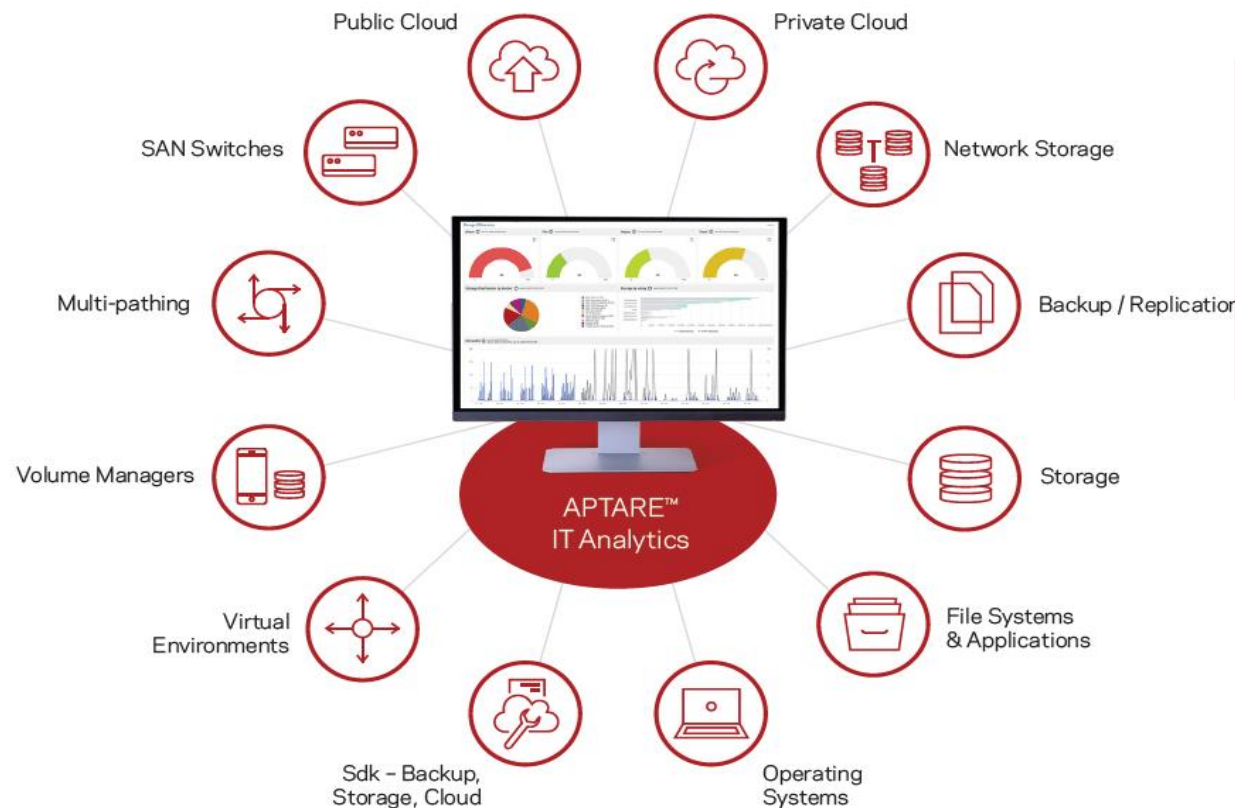 Public Cloud
Private Cloud
SAN Switches
Network Storage
Multi-pathing
Backup / Replication
Volume Managers
Storage
APTARE™
IT Analytics
Virtual
Environments
File Systems
& Applications
Sdk – Backup,
Storage, Cloud
Operating
Systems